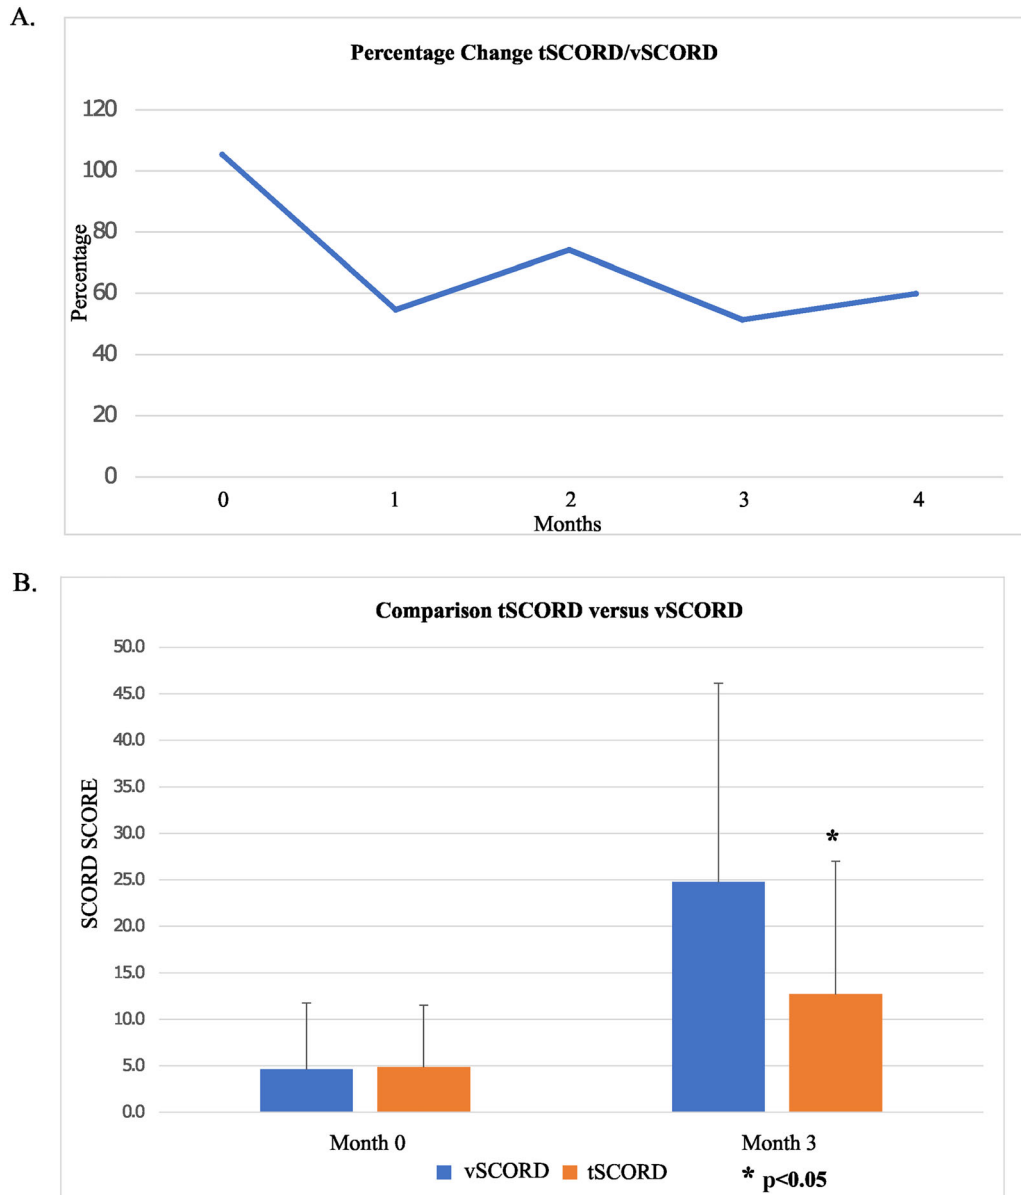 A.
Percentage Change tSCORD/vSCORD
120
100
80
60
40
20
0
Percentage
0 1 2 3 4
Months
B.
Comparison tSCORD versus vSCORD
50.0
45.0
40.0
35.0
30.0
25.0
20.0
15.0
10.0
5.0
0.0
SCORD SCORE
*
Month 0 Month 3
vSCORD tSCORD * p<0.05